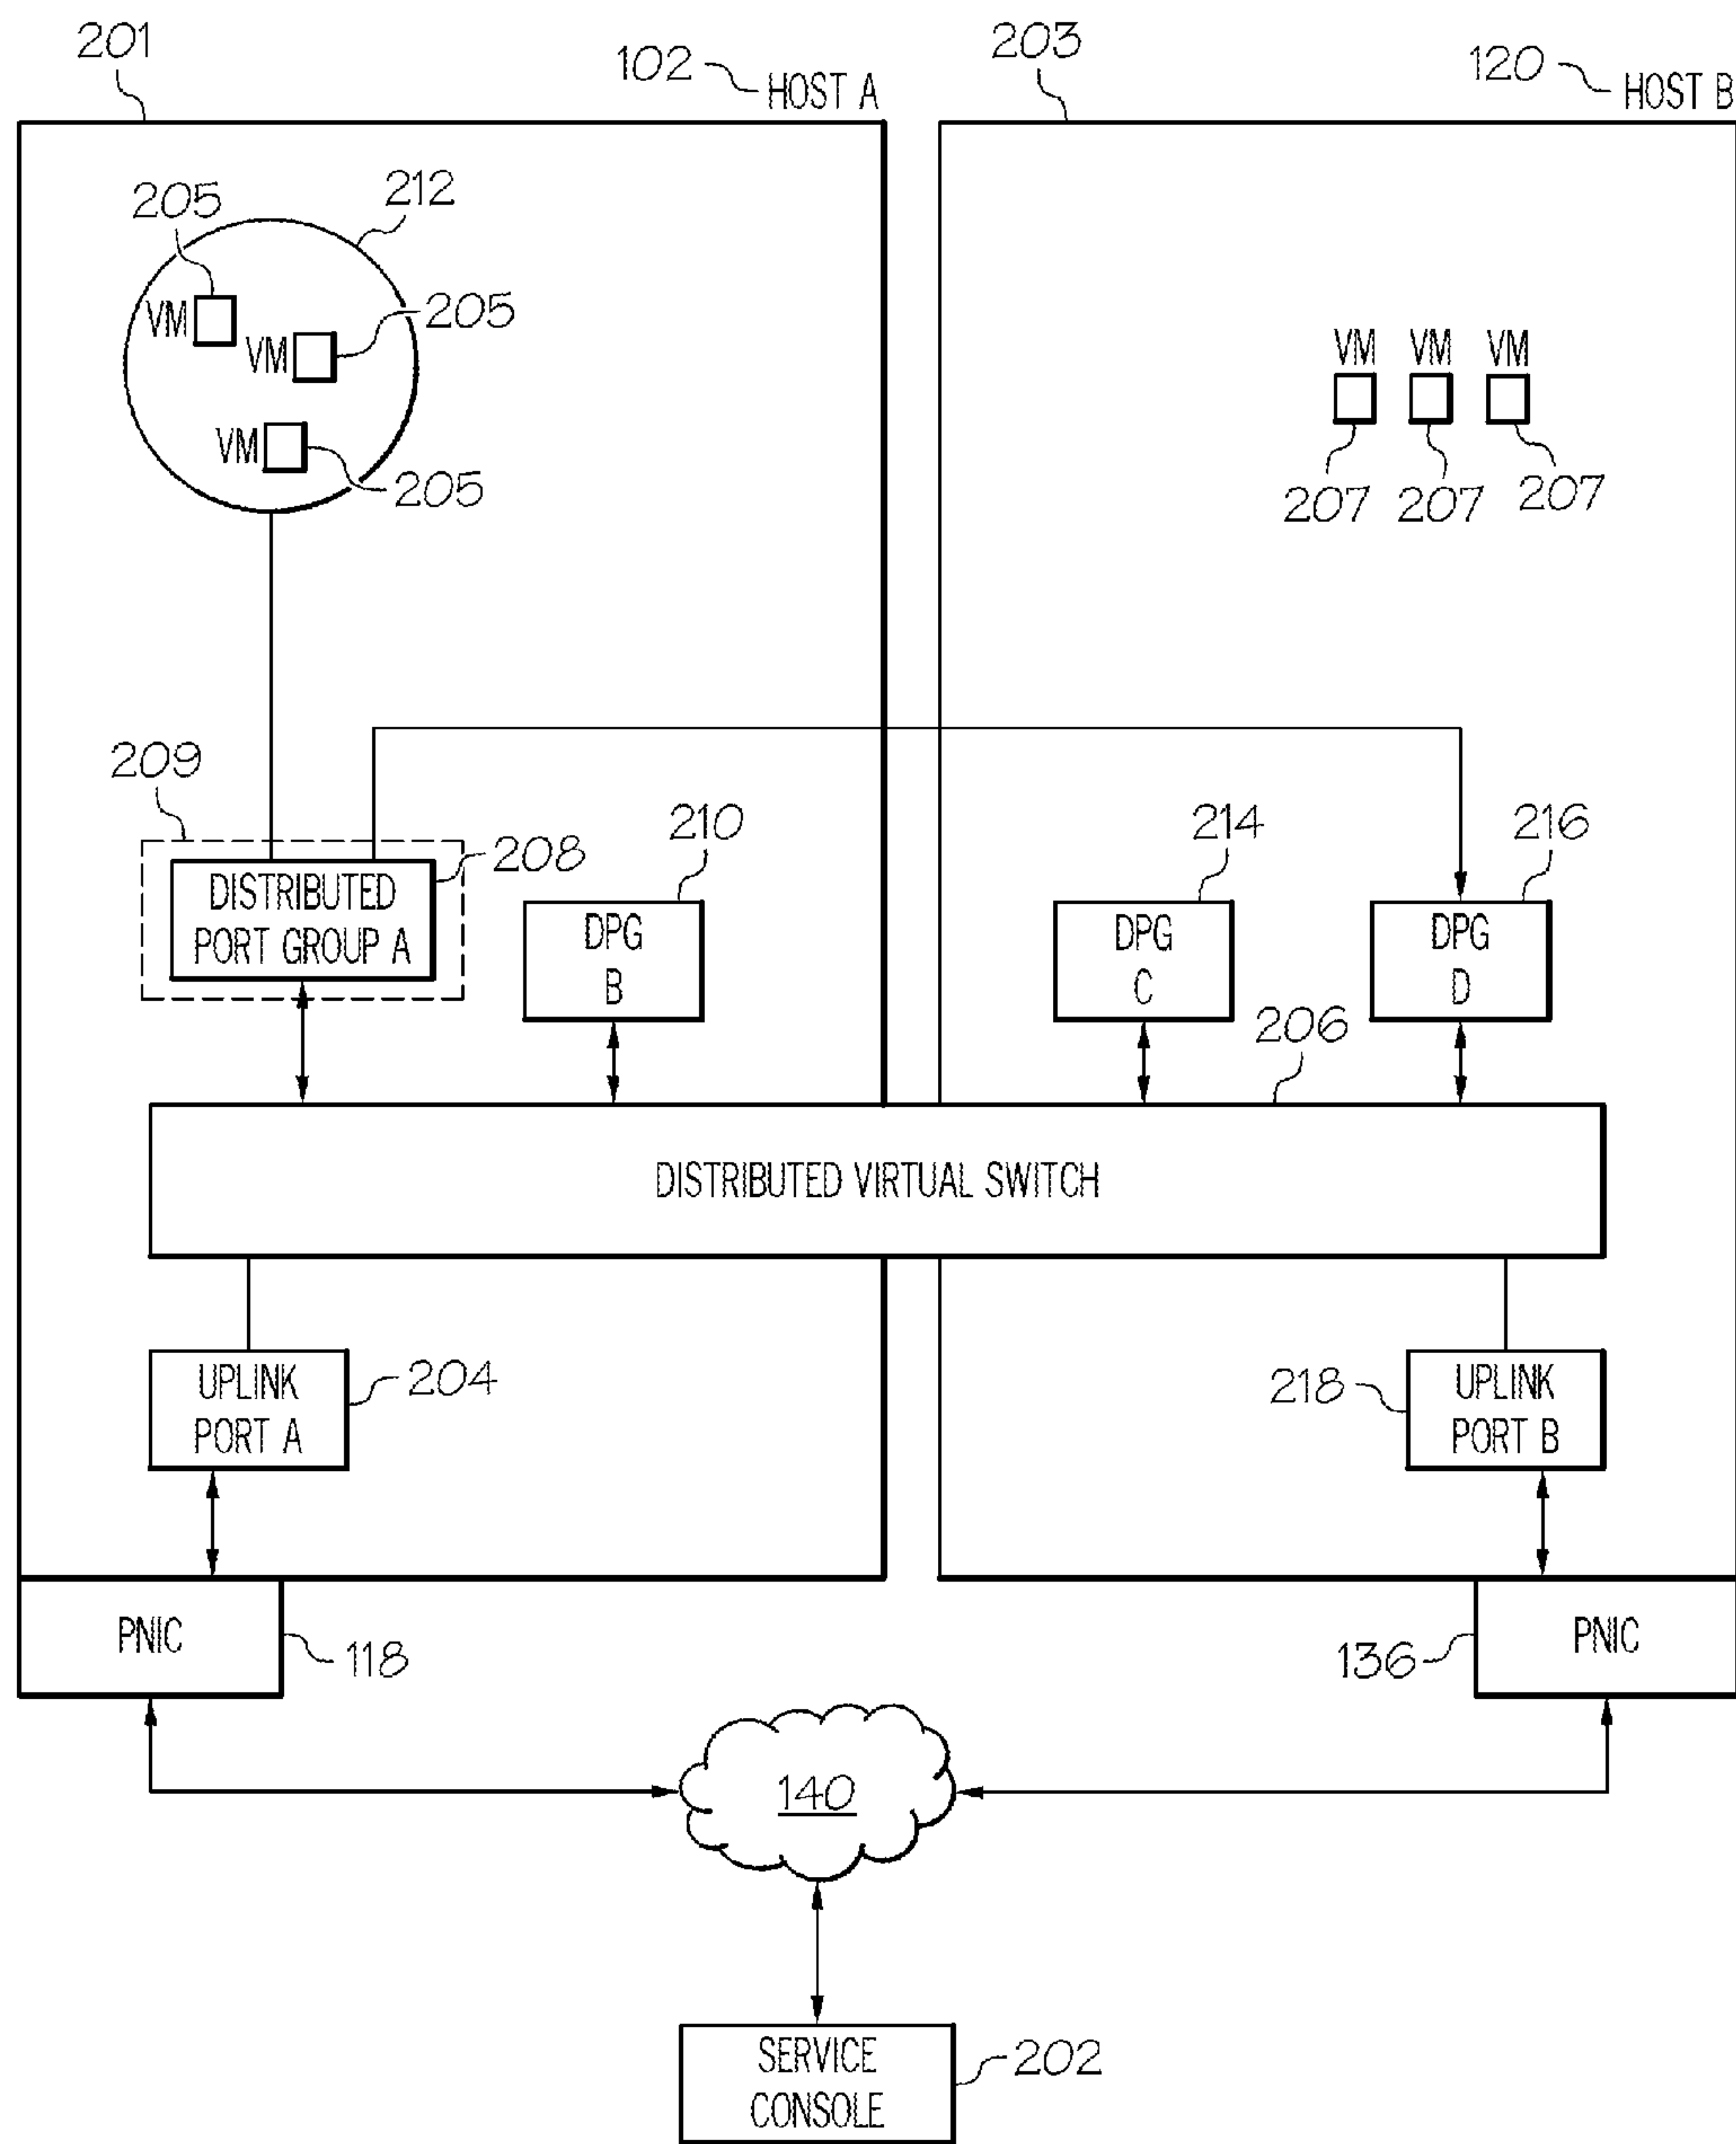 201
102
HOST A
203
120
HOST B
212
205
VM
205
VM
VM
205
VM VM VM
207 207 207
209
208
DISTRIBUTED
PORT GROUP A
210
DPG
B
214
DPG
C
216
DPG
D
206
DISTRIBUTED VIRTUAL SWITCH
UPLINK
PORT A
204
218
UPLINK
PORT B
PNIC
118
136
PNIC
140
SERVICE
CONSOLE
202